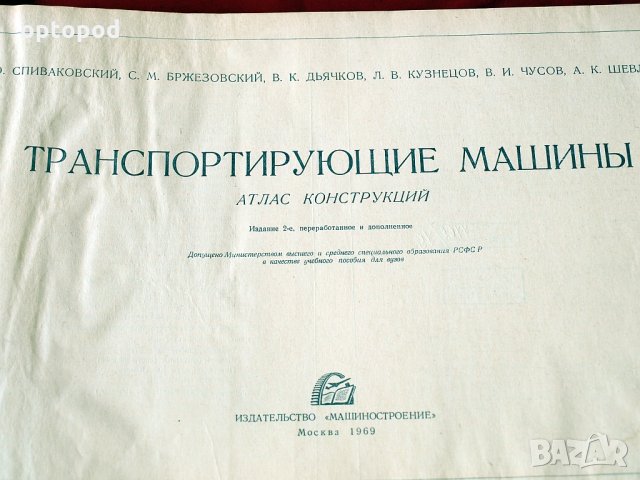 optopod
О. СПИВАКОВСКИЙ, С. М. БРЖЕЗОВСКИЙ, В. К. ДЬЯЧКОВ, Л. В. КУЗНЕЦОВ, В. И. ЧУСОВ, А. К. ШЕВ
ТРАНСПОРТИРУЮЩИЕ МАШИНЫ
АТЛАС КОНСТРУКЦИЙ
Издание 2-е, переработанное и дополненное
Допущено Министерством высшего и среднего специального образования РСФСР
в качестве учебного пособия для вузов
ИЗДАТЕЛЬСТВО «МАШИНОСТРОЕНИЕ»
Москва 1969
BAZAR